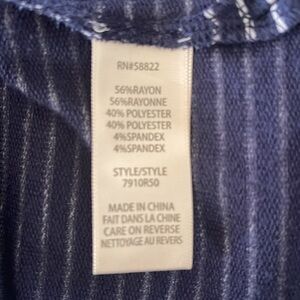 RN#58822
56%RAYON
56%RAYONNE
40% POLYESTER
40% POLYESTER
4%SPANDEX
4%SPANDEX
STYLE/STYLE
7910R50
MADE IN CHINA
FAIT DANS LA CHINE
CARE ON REVERSE
NETTOYAGE AU REVERS